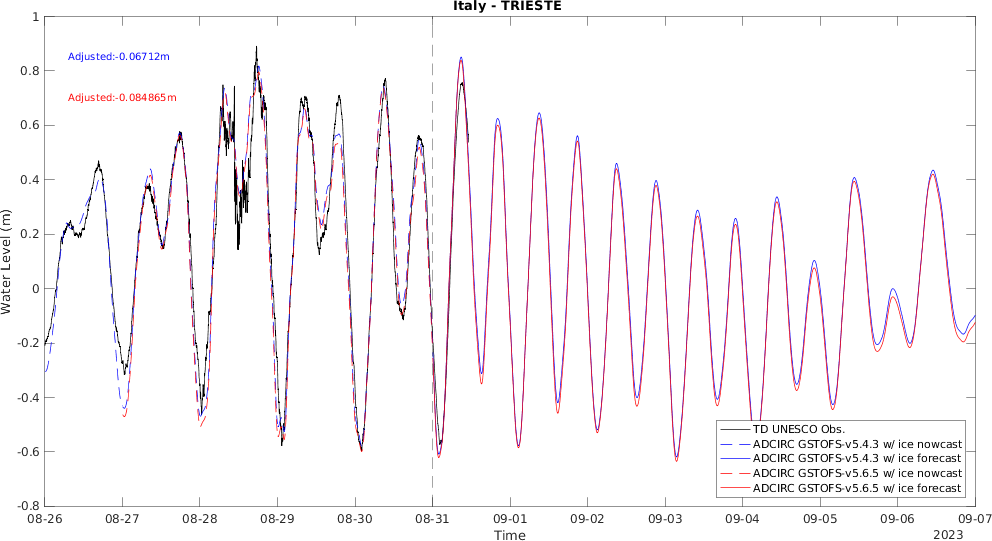 Italy - TRIESTE
Adjusted:-0.06712m
Adjusted:-0.084865m
Water Level (m)
1
0.8
0.6
0.4
0.2
0
-0.2
-0.4
-0.6
-0.8
TD UNESCO Obs.
ADCIRC GSTOFS-v5.4.3 w/ ice nowcast
ADCIRC GSTOFS-v5.4.3 w/ ice forecast
ADCIRC GSTOFS-v5.6.5 w/ ice nowcast
ADCIRC GSTOFS-v5.6.5 w/ ice forecast
08-26 08-27 08-28 08-29 08-30 08-31 09-01 09-02 09-03 09-04 09-05 09-06 09-07
Time
2023